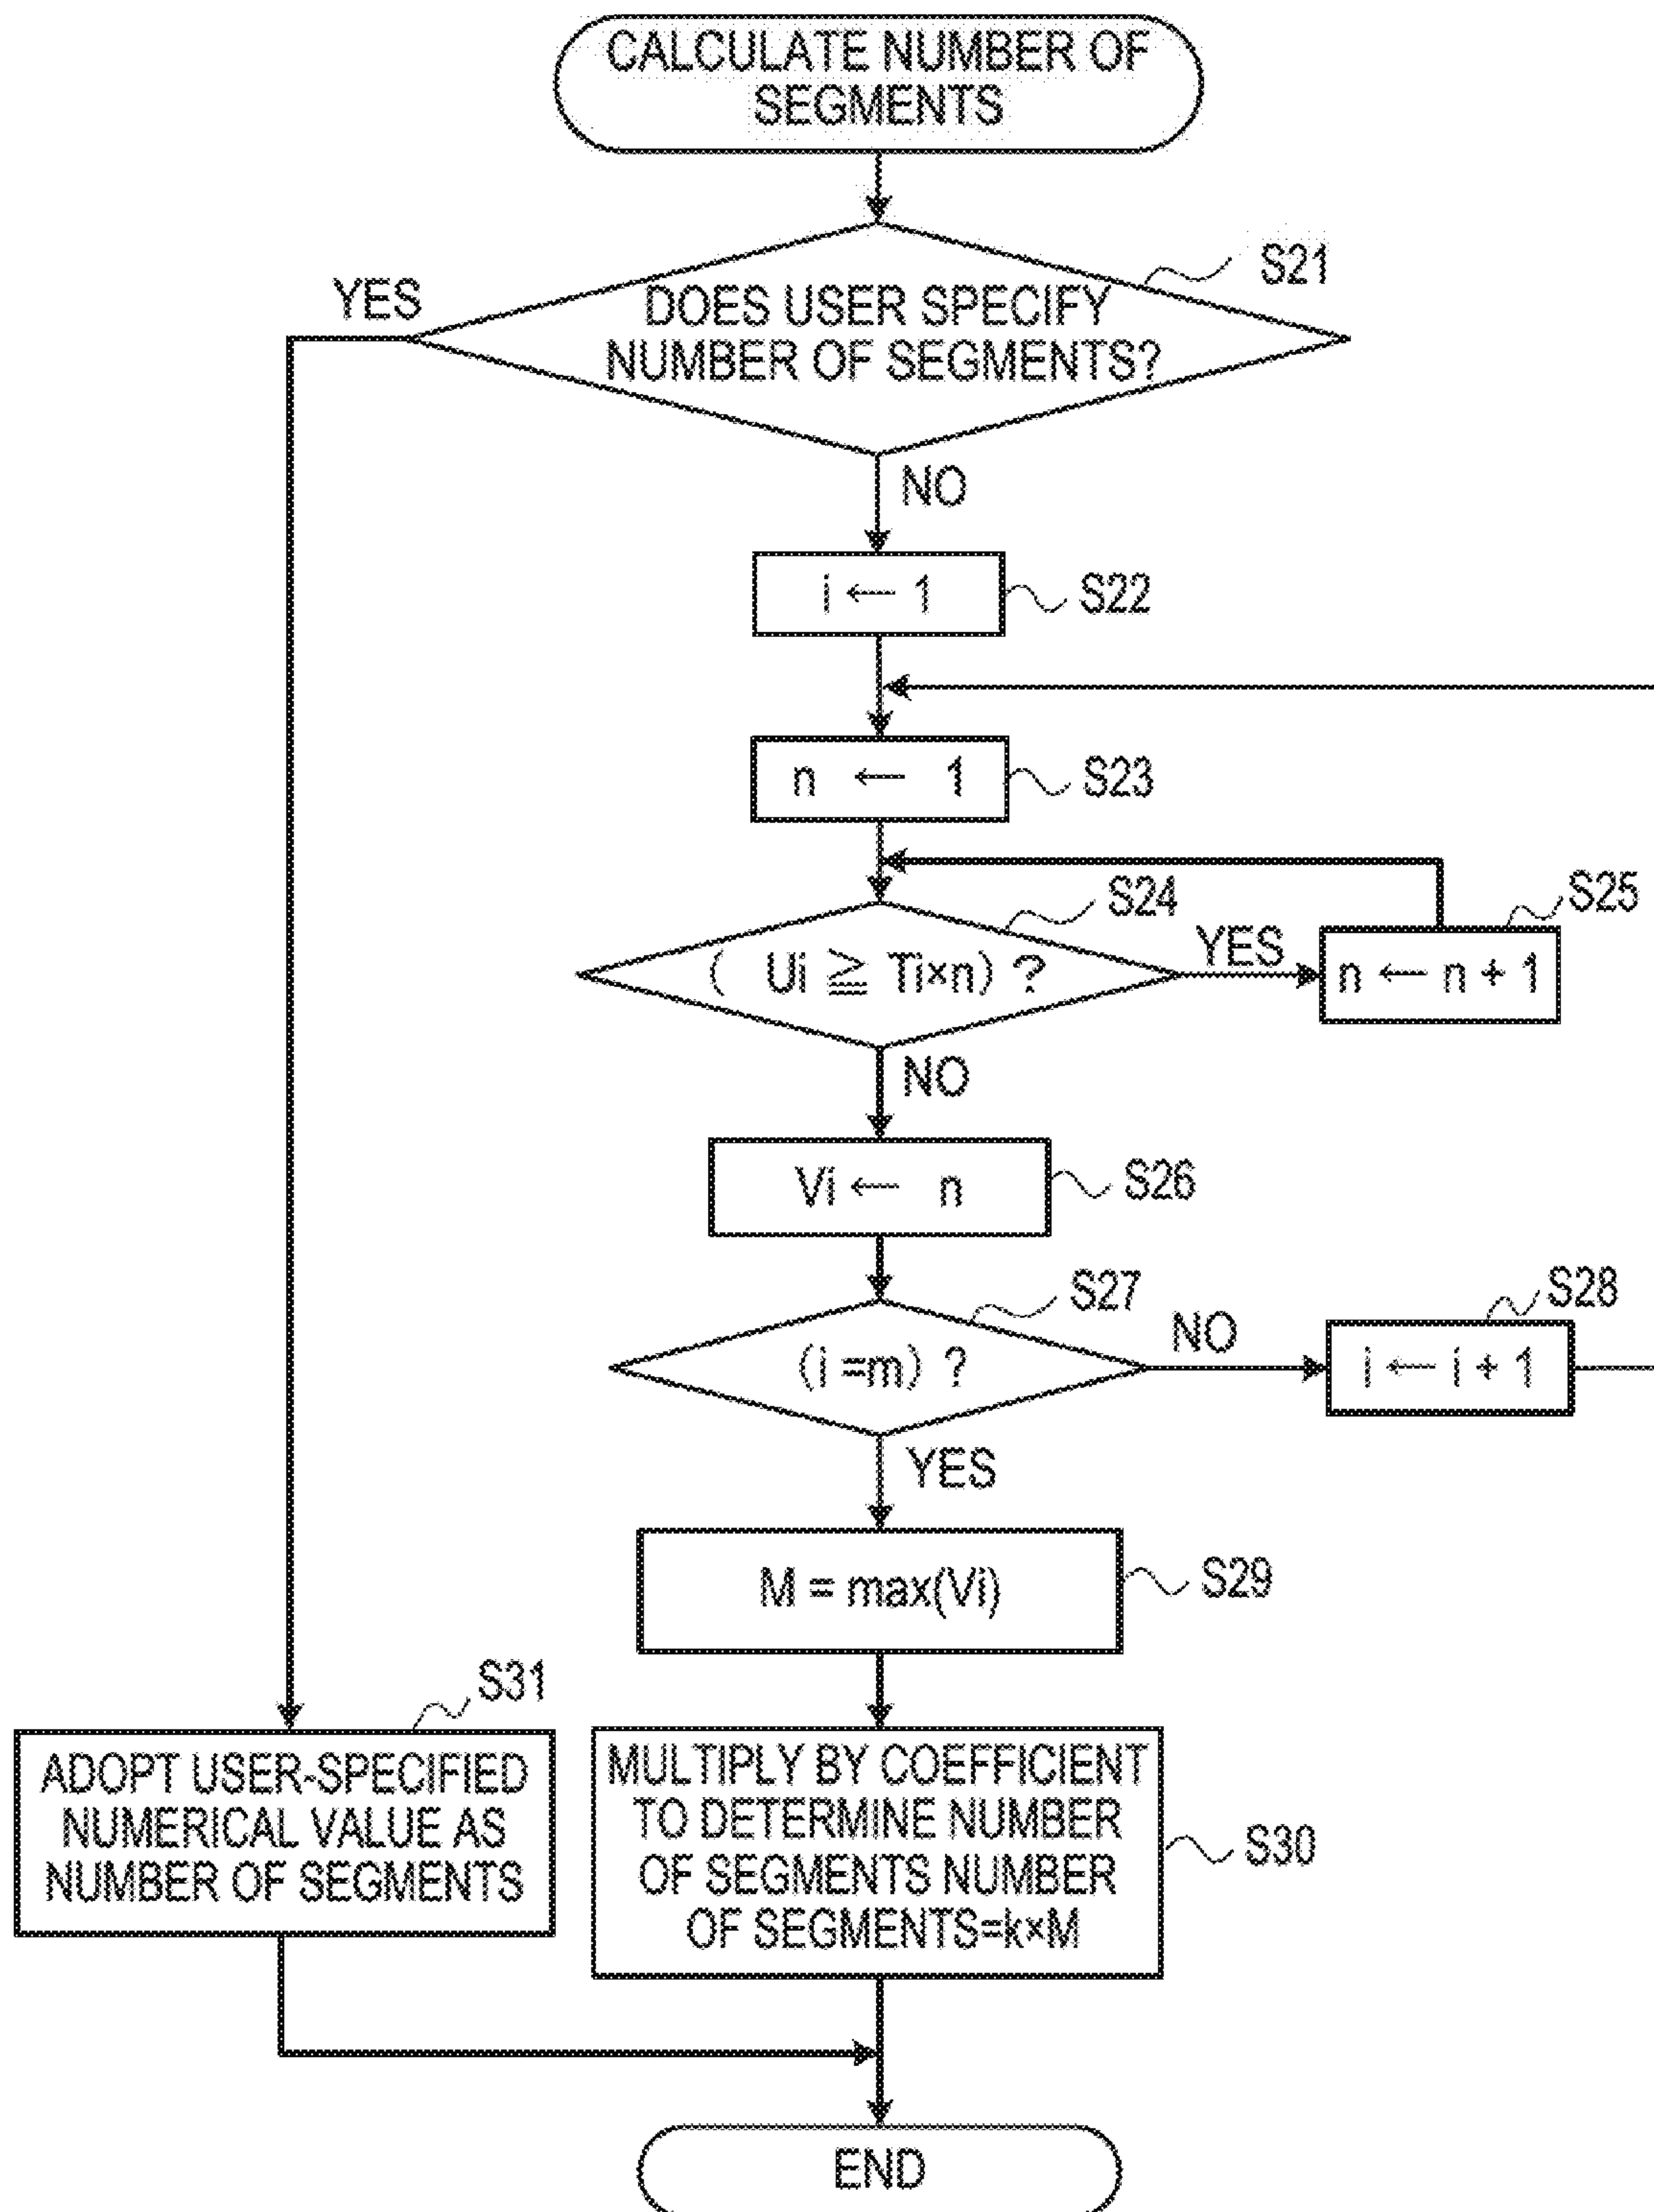 CALCULATE NUMBER OF
SEGMENTS
S21
YES
DOES USER SPECIFY
NUMBER OF SEGMENTS?
NO
i ← 1
S22
n ← 1
S23
S24
S25
( Ui ≧ Ti×n) ?
YES
n ← n + 1
NO
Vi ← n
S26
S27
S28
(i =m) ?
NO
i ← i + 1
YES
M = max(Vi)
S29
S31
ADOPT USER-SPECIFIED
NUMERICAL VALUE AS
NUMBER OF SEGMENTS
MULTIPLY BY COEFFICIENT
TO DETERMINE NUMBER
OF SEGMENTS NUMBER
OF SEGMENTS=k×M
S30
END